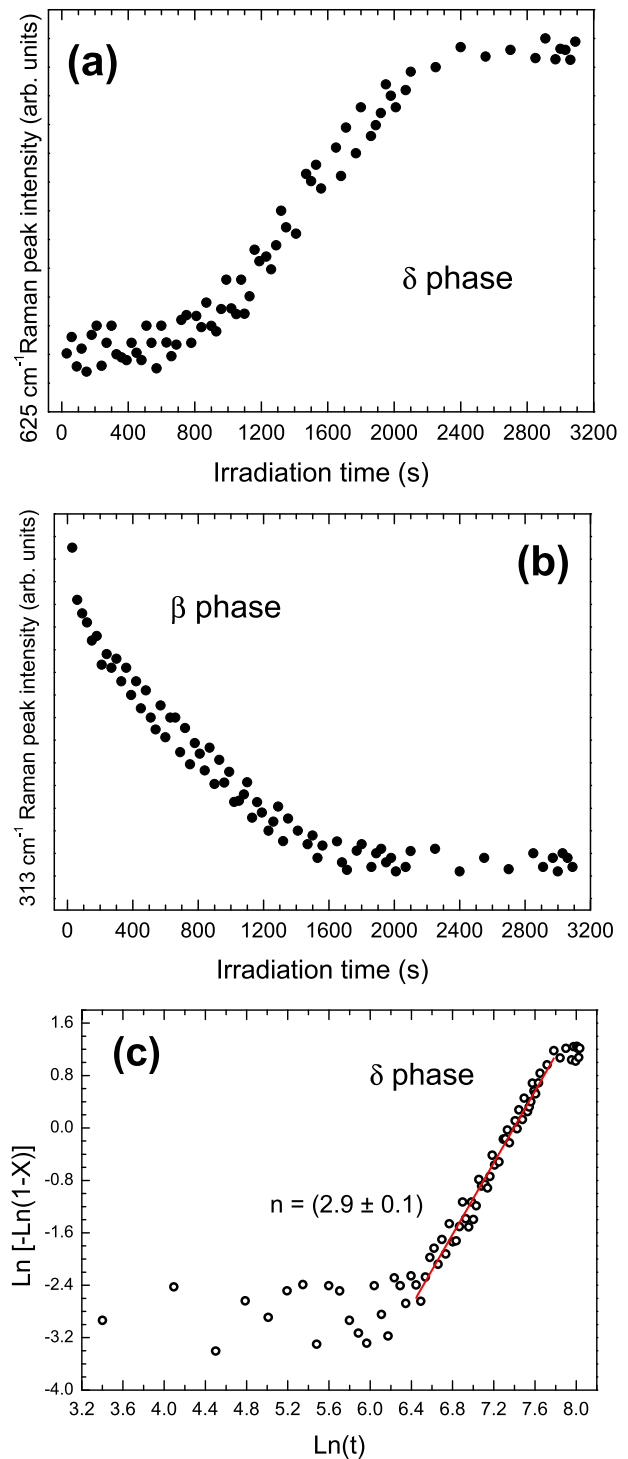 (a)
625 cm⁻¹ Raman peak intensity (arb. units)
δ phase
0 400 800 1200 1600 2000 2400 2800 3200
Irradiation time (s)
(b)
313 cm⁻¹ Raman peak intensity (arb. units)
β phase
0 400 800 1200 1600 2000 2400 2800 3200
Irradiation time (s)
(c)
δ phase
Ln [-Ln(1-X)]
1.6
0.8
0.0
-0.8
-1.6
-2.4
-3.2
-4.0
n = (2.9 ± 0.1)
3.2 3.6 4.0 4.4 4.8 5.2 5.6 6.0 6.4 6.8 7.2 7.6 8.0
Ln(t)